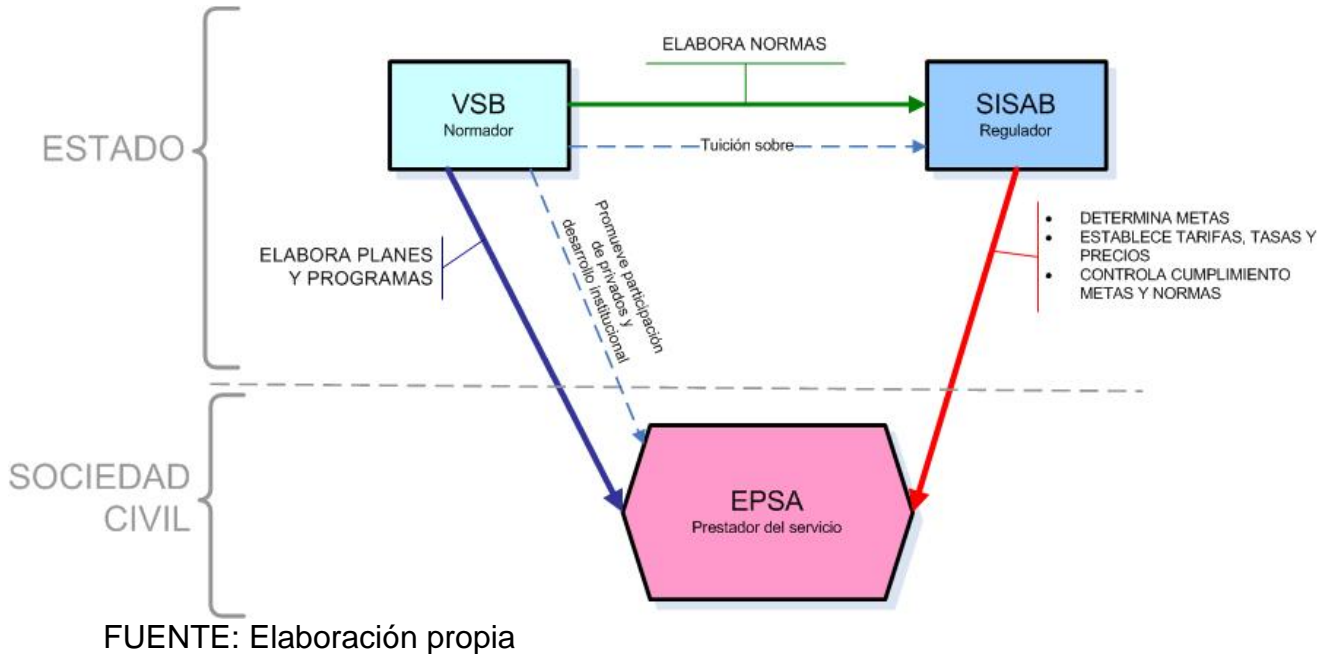 ELABORA NORMAS
VSB
Normador
SISAB
Regulador
ESTADO
Tuición sobre
Promueve participación
de privados y
desarrollo institucional
ELABORA PLANES
Y PROGRAMAS
• DETERMINA METAS
• ESTABLECE TARIFAS, TASAS Y
PRECIOS
• CONTROLA CUMPLIMIENTO
METAS Y NORMAS
SOCIEDAD
CIVIL
EPSA
Prestador del servicio
FUENTE: Elaboración propia